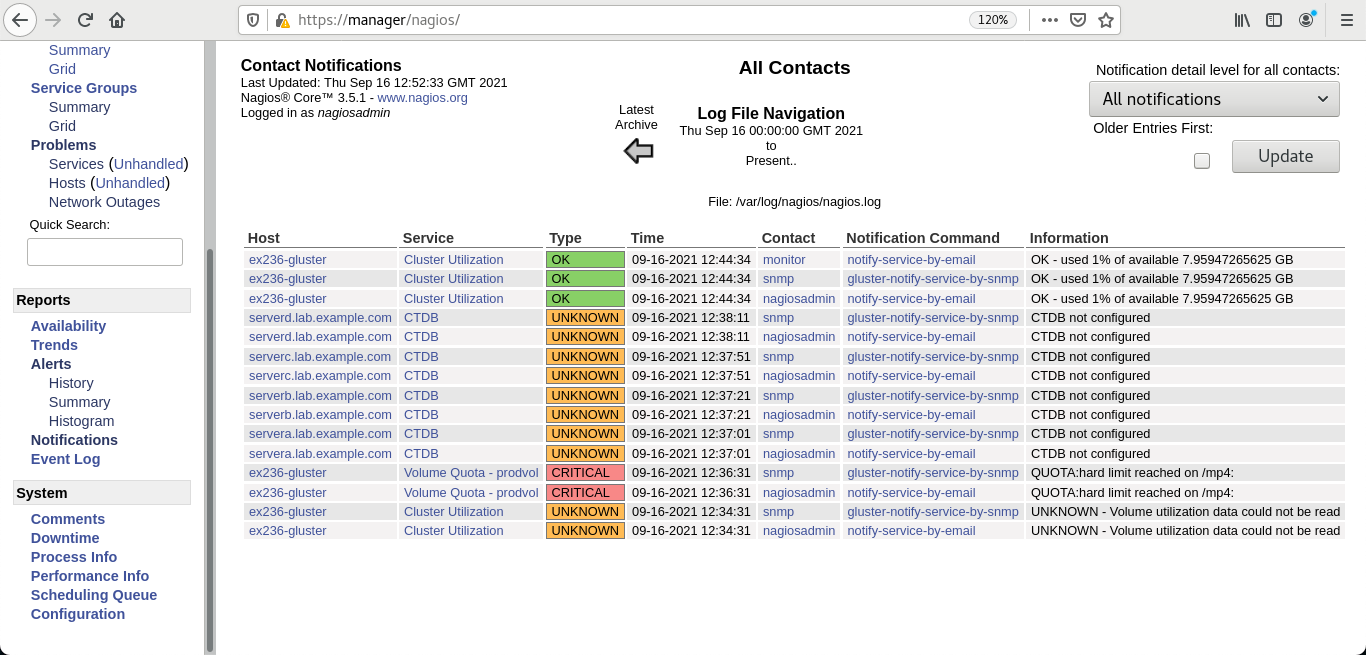 https://manager/nagios/ 120%
Summary
Grid
Service Groups
Summary
Grid
Problems
Services (Unhandled)
Hosts (Unhandled)
Network Outages
Quick Search:
Reports
Availability
Trends
Alerts
History
Summary
Histogram
Notifications
Event Log
System
Comments
Downtime
Process Info
Performance Info
Scheduling Queue
Configuration
Contact Notifications
Last Updated: Thu Sep 16 12:52:33 GMT 2021
Nagios® Core™ 3.5.1 - www.nagios.org
Logged in as nagiosadmin
All Contacts
Latest
Archive
Log File Navigation
Thu Sep 16 00:00:00 GMT 2021
to
Present..
File: /var/log/nagios/nagios.log
Notification detail level for all contacts:
All notifications
Older Entries First:
Update
Host Service Type Time Contact Notification Command Information
ex236-gluster Cluster Utilization OK 09-16-2021 12:44:34 monitor notify-service-by-email OK - used 1% of available 7.95947265625 GB
ex236-gluster Cluster Utilization OK 09-16-2021 12:44:34 snmp gluster-notify-service-by-snmp OK - used 1% of available 7.95947265625 GB
ex236-gluster Cluster Utilization OK 09-16-2021 12:44:34 nagiosadmin notify-service-by-email OK - used 1% of available 7.95947265625 GB
serverd.lab.example.com CTDB UNKNOWN 09-16-2021 12:38:11 snmp gluster-notify-service-by-snmp CTDB not configured
serverd.lab.example.com CTDB UNKNOWN 09-16-2021 12:38:11 nagiosadmin notify-service-by-email CTDB not configured
serverc.lab.example.com CTDB UNKNOWN 09-16-2021 12:37:51 snmp gluster-notify-service-by-snmp CTDB not configured
serverc.lab.example.com CTDB UNKNOWN 09-16-2021 12:37:51 nagiosadmin notify-service-by-email CTDB not configured
serverb.lab.example.com CTDB UNKNOWN 09-16-2021 12:37:21 snmp gluster-notify-service-by-snmp CTDB not configured
serverb.lab.example.com CTDB UNKNOWN 09-16-2021 12:37:21 nagiosadmin notify-service-by-email CTDB not configured
servera.lab.example.com CTDB UNKNOWN 09-16-2021 12:37:01 snmp gluster-notify-service-by-snmp CTDB not configured
servera.lab.example.com CTDB UNKNOWN 09-16-2021 12:37:01 nagiosadmin notify-service-by-email CTDB not configured
ex236-gluster Volume Quota - prodvol CRITICAL 09-16-2021 12:36:31 snmp gluster-notify-service-by-snmp QUOTA:hard limit reached on /mp4:
ex236-gluster Volume Quota - prodvol CRITICAL 09-16-2021 12:36:31 nagiosadmin notify-service-by-email QUOTA:hard limit reached on /mp4:
ex236-gluster Cluster Utilization UNKNOWN 09-16-2021 12:34:31 snmp gluster-notify-service-by-snmp UNKNOWN - Volume utilization data could not be read
ex236-gluster Cluster Utilization UNKNOWN 09-16-2021 12:34:31 nagiosadmin notify-service-by-email UNKNOWN - Volume utilization data could not be read